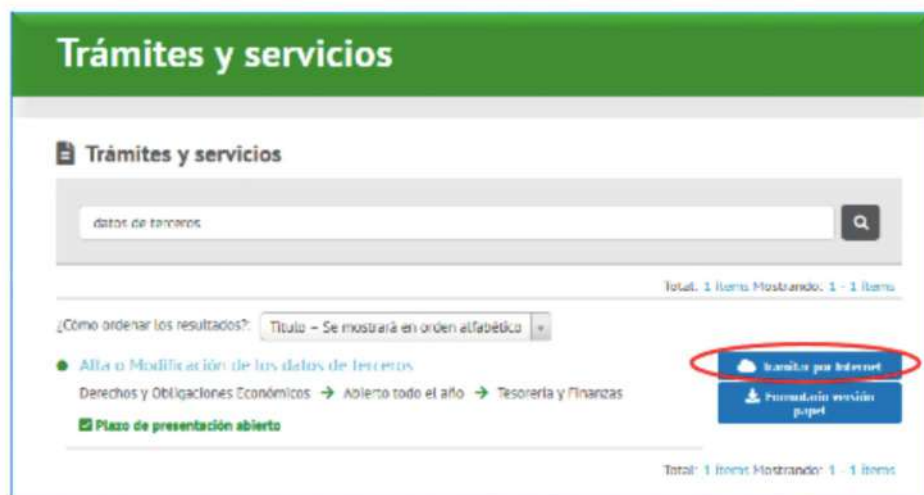 Trámites y servicios
Trámites y servicios
datos de terceros
Total: 1 items Mostrando: 1 - 1 items
¿Cómo ordenar los resultados?: Título – Se mostrará en orden alfabético
Alta o Modificación de los datos de terceros
Tramitar por Internet
Derechos y Obligaciones Económicos → Abierto todo el año → Tesorería y Finanzas
Formulario versión
papel
Plazo de presentación abierto
Total: 1 items Mostrando: 1 - 1 items